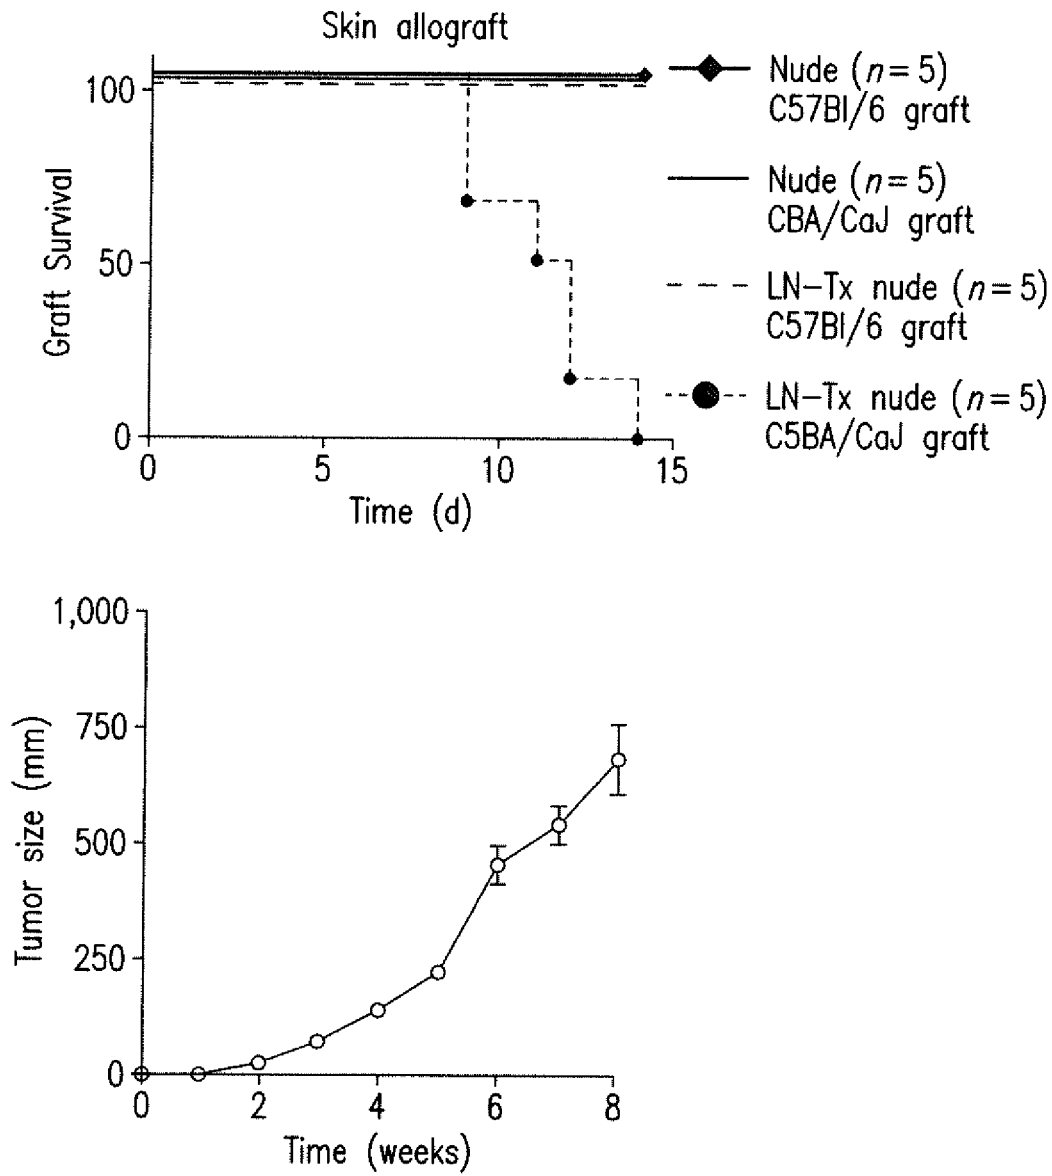 Skin allograft
100
50
0
Graft Survival
0 5 10 15
Time (d)
Nude (n=5)
C57Bl/6 graft
Nude (n=5)
CBA/CaJ graft
LN–Tx nude (n=5)
C57Bl/6 graft
LN–Tx nude (n=5)
C5BA/CaJ graft
1,000
750
500
250
0
Tumor size (mm)
0 2 4 6 8
Time (weeks)